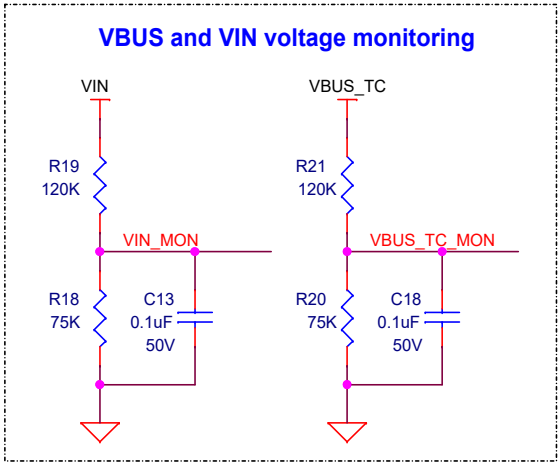 VBUS and VIN voltage monitoring
VIN
VBUS_TC
R19
120K
R21
120K
VIN_MON
VBUS_TC_MON
R18
75K
C13
0.1uF
50V
R20
75K
C18
0.1uF
50V